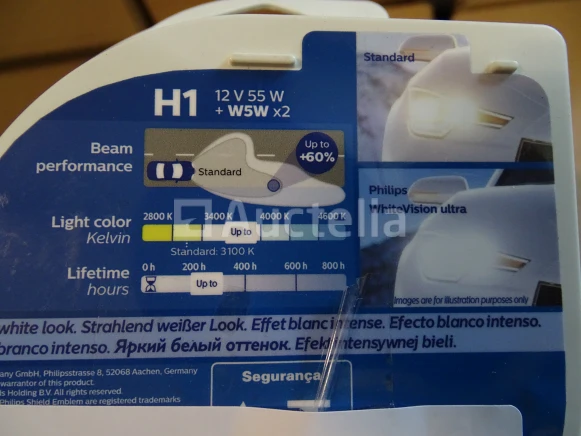 H1 12 V 55 W
+ W5W x2
Standard
Beam
performance
Up to
+60%
Standard
Philips
WhiteVision ultra
Light color
Kelvin
2800 K 3400 K 4000 K 4600 K
Up to
Standard: 3100 K
Auctella
Lifetime
hours
0 h 200 h 400 h 600 h 800 h
Up to
Images are for illustration purposes only
white look. Strahlend weißer Look. Effet blanc intense. Efecto blanco intenso.
branco intenso. Яркий белый оттенок. Efekt intensywnej bieli.
any GmbH, Philipsstrasse 8, 52068 Aachen, Germany
warrantor of this product.
ds Holding B.V. All rights reserved.
Philips Shield Emblem are registered trademarks
Segurança